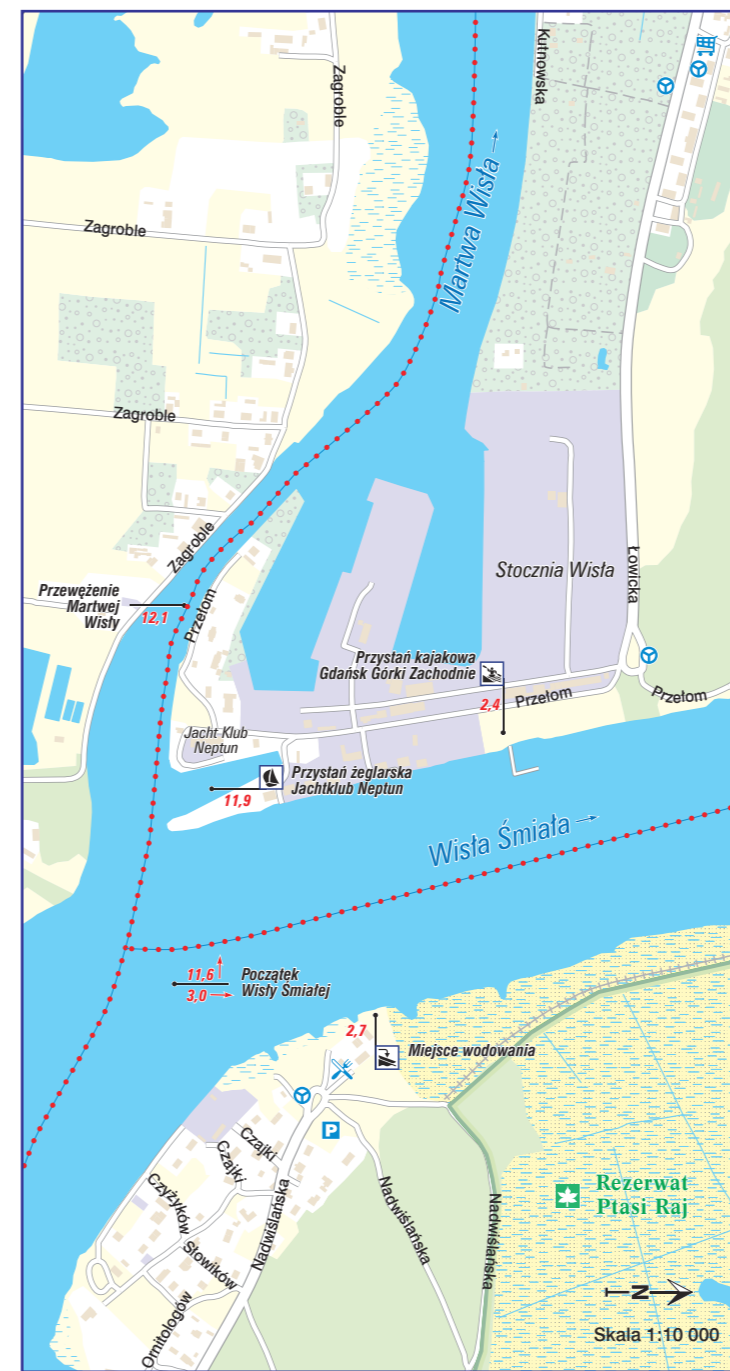 Kutnowska
Zagroble
Martwa Wisła →
Zagroble
Zagroble
Zagroble
Stocznia Wisła
Łowicka
Przewężenie
Martwej
Wisły
12,1
Przełom
Przystań kajakowa
Gdańsk Górki Zachodnie
2,4
Przełom
Przełom
Jacht Klub
Neptun
Przystań żeglarska
Jachtklub Neptun
11,9
Wisła Śmiała →
11,6 ↑
3,0 →
Początek
Wisły Śmiałej
2,7
Miejsce wodowania
P
Czajki
Czajki
Czyżyków
Słowików
Ornitologów
Nadwiślańska
Nadwiślańska
Nadwiślańska
Rezerwat
Ptasi Raj
N
Skala 1:10 000